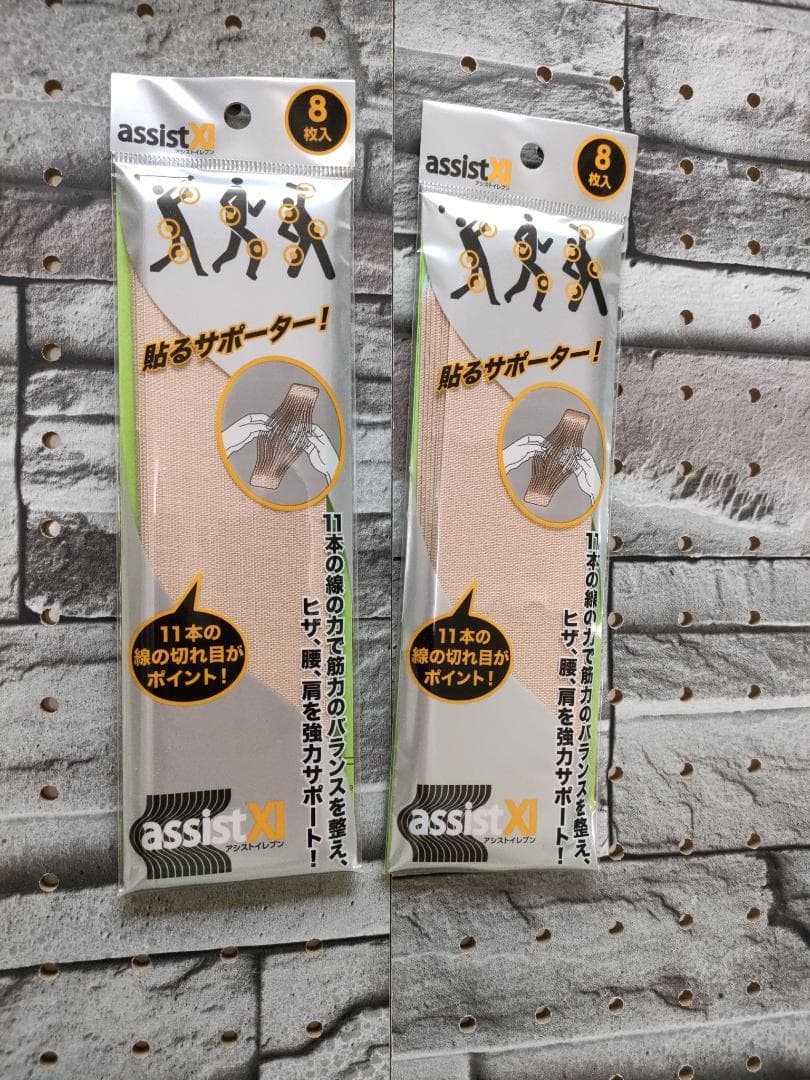 assistXI
アシストイレブン
8
枚入
貼るサポーター!
11本の
線の切れ目が
ポイント!
11本の線の力で筋力のバランスを整え、
ヒザ、腰、肩を強力サポート!
assistXI
アシストイレブン
assistXI
アシストイレブン
8
枚入
貼るサポーター!
11本の
線の切れ目が
ポイント!
11本の線の力で筋力のバランスを整え、
ヒザ、腰、肩を強力サポート!
assistXI
アシストイレブン